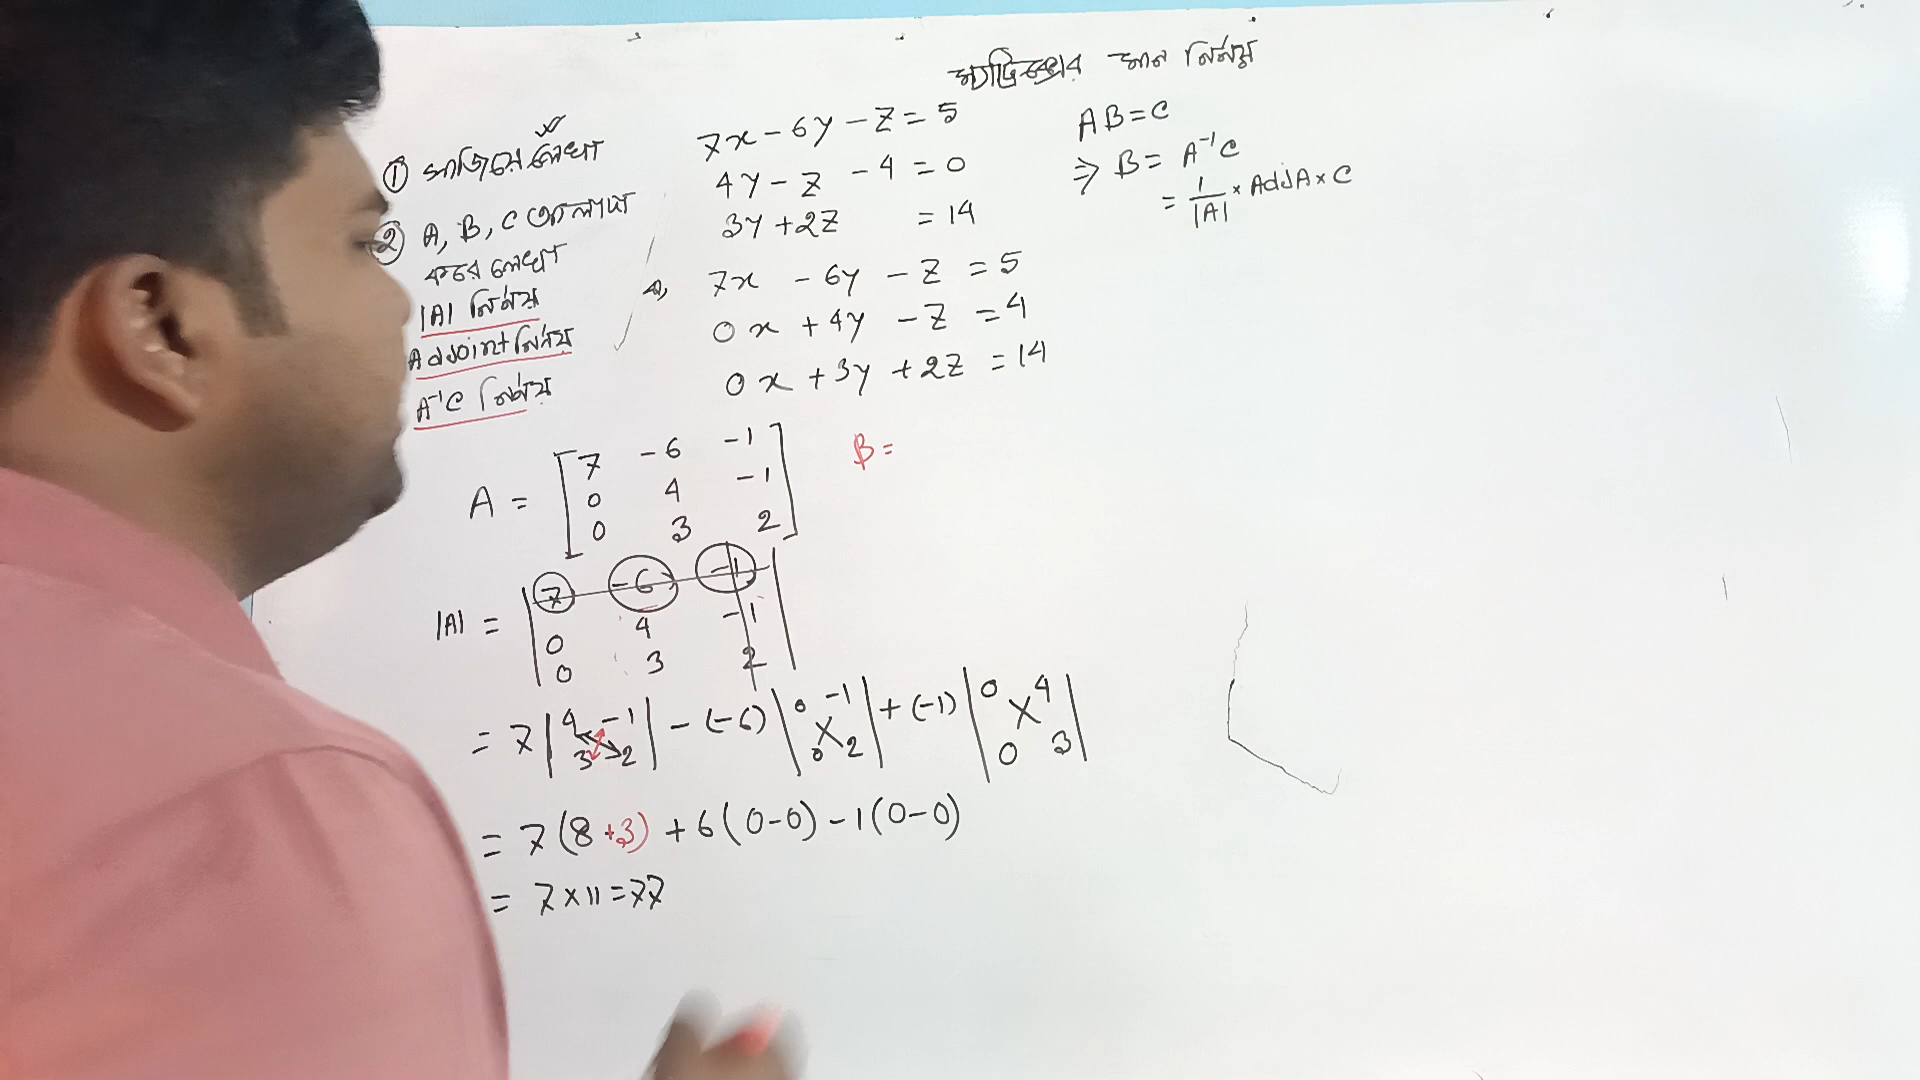 ম্যাট্রিক্সের মান নির্ণয়
① সাজিয়ে লেখা
② A, B, C আলাদা
করে লেখা
|A| নির্ণয়
Adjoint নির্ণয়
A⁻¹C নির্ণয়
7x - 6y - z = 5
4y - z - 4 = 0
3y + 2z = 14
বা, 7x - 6y - z = 5
0x + 4y - z = 4
0x + 3y + 2z = 14
AB = C
⇒ B = A⁻¹C
= 1/|A| × AdjA × C
A = [7 -6 -1
0 4 -1
0 3 2]
B =
|A| = |7 -6 -1
0 4 -1
0 3 2|
= 7 |4 -1| - (-6) |0 -1| + (-1) |0 4|
|3 2| |0 2| |0 3|
= 7 (8 + 3) + 6 (0 - 0) - 1 (0 - 0)
= 7 × 11 = 77